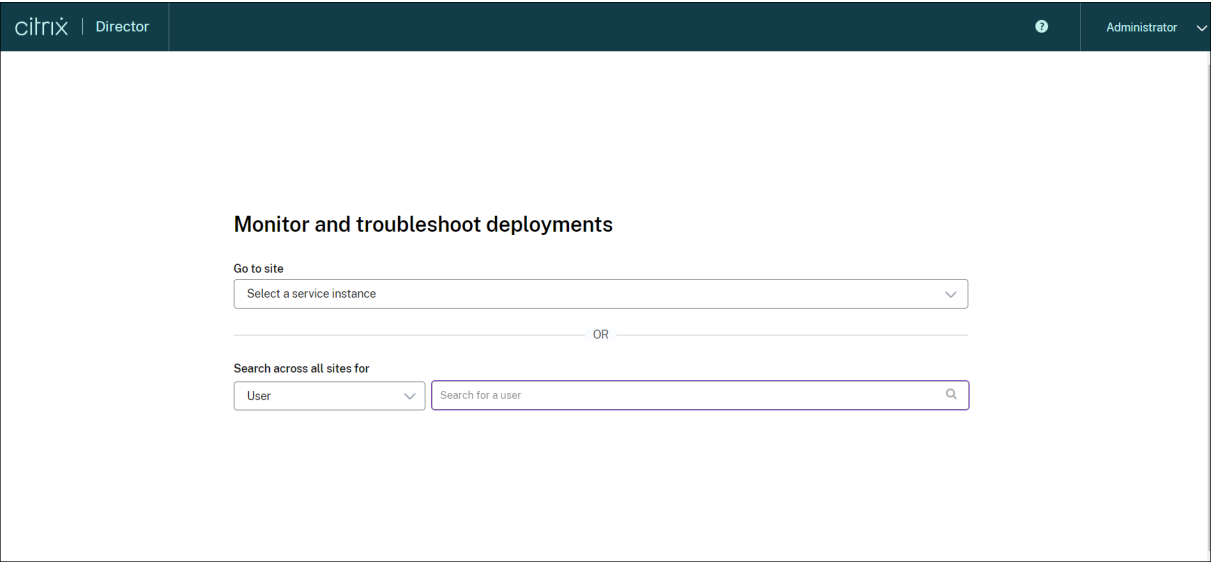 citrix | Director
? Administrator
Monitor and troubleshoot deployments
Go to site
Select a service instance
OR
Search across all sites for
User
Search for a user